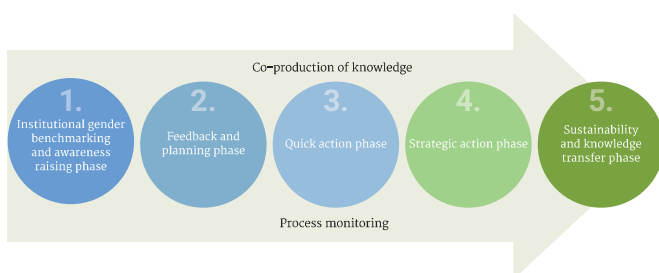 Co-production of knowledge
1.
Institutional gender
benchmarking
and awareness
raising phase
2.
Feedback and
planning phase
3.
Quick action phase
4.
Strategic action phase
5.
Sustainability
and knowledge
transfer phase
Process monitoring